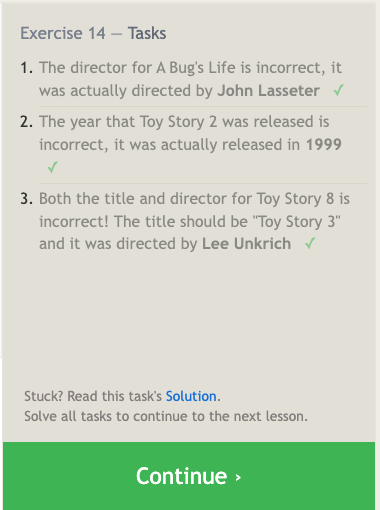 Exercise 14 — Tasks
1. The director for A Bug's Life is incorrect, it
was actually directed by John Lasseter ✓
2. The year that Toy Story 2 was released is
incorrect, it was actually released in 1999
✓
3. Both the title and director for Toy Story 8 is
incorrect! The title should be "Toy Story 3"
and it was directed by Lee Unkrich ✓
Stuck? Read this task's Solution.
Solve all tasks to continue to the next lesson.
Continue ›